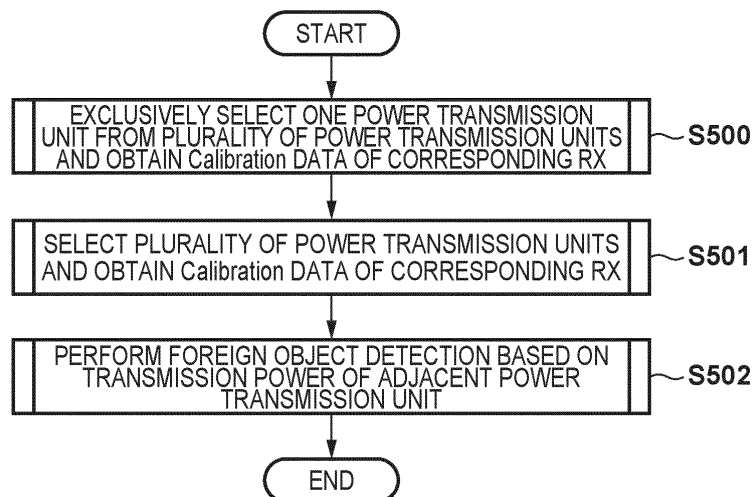 START
EXCLUSIVELY SELECT ONE POWER TRANSMISSION
UNIT FROM PLURALITY OF POWER TRANSMISSION UNITS
AND OBTAIN Calibration DATA OF CORRESPONDING RX
S500
SELECT PLURALITY OF POWER TRANSMISSION UNITS
AND OBTAIN Calibration DATA OF CORRESPONDING RX
S501
PERFORM FOREIGN OBJECT DETECTION BASED ON
TRANSMISSION POWER OF ADJACENT POWER
TRANSMISSION UNIT
S502
END